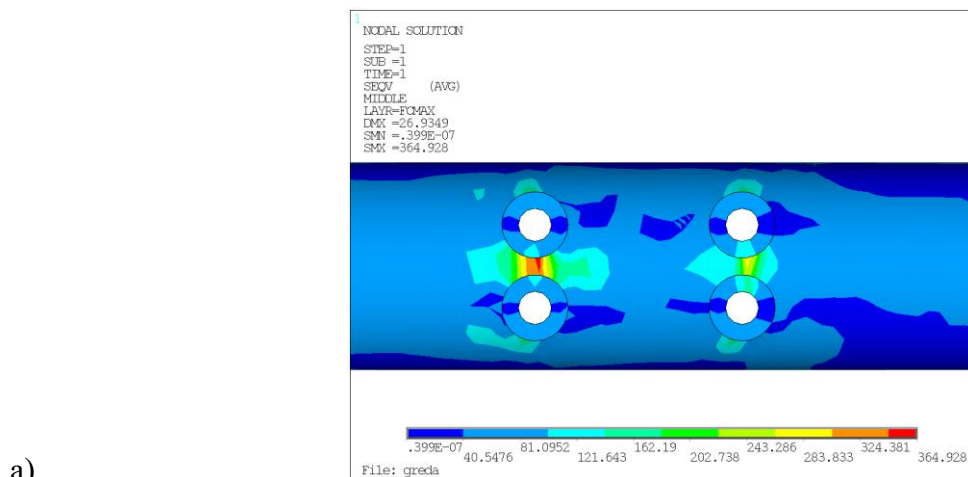 1
NODAL SOLUTION
STEP=1
SUB =1
TIME=1
SEQV (AVG)
MIDDLE
LAYR=FCMAX
DMX =26.9349
SMN =.399E-07
SMX =364.928
.399E-07 81.0952 162.19 243.286 324.381
40.5476 121.643 202.738 283.833 364.928
File: greda
a)